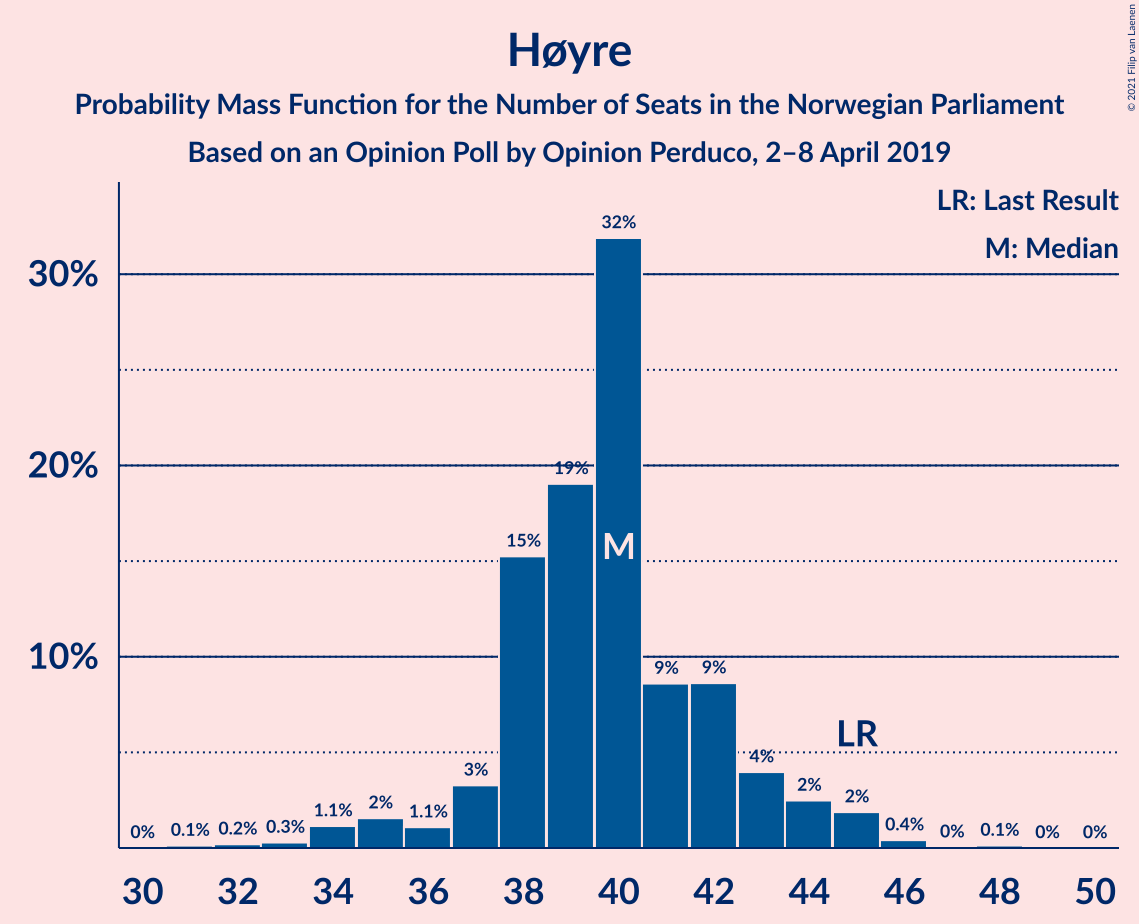 Høyre
Probability Mass Function for the Number of Seats in the Norwegian Parliament
Based on an Opinion Poll by Opinion Perduco, 2–8 April 2019
© 2021 Filip van Laenen
LR: Last Result
M: Median
30%
20%
10%
0%
0.1%
0.2%
0.3%
1.1%
2%
1.1%
3%
15%
19%
32%
9%
9%
4%
2%
2%
0.4%
0%
0.1%
0%
0%
M
LR
30 32 34 36 38 40 42 44 46 48 50